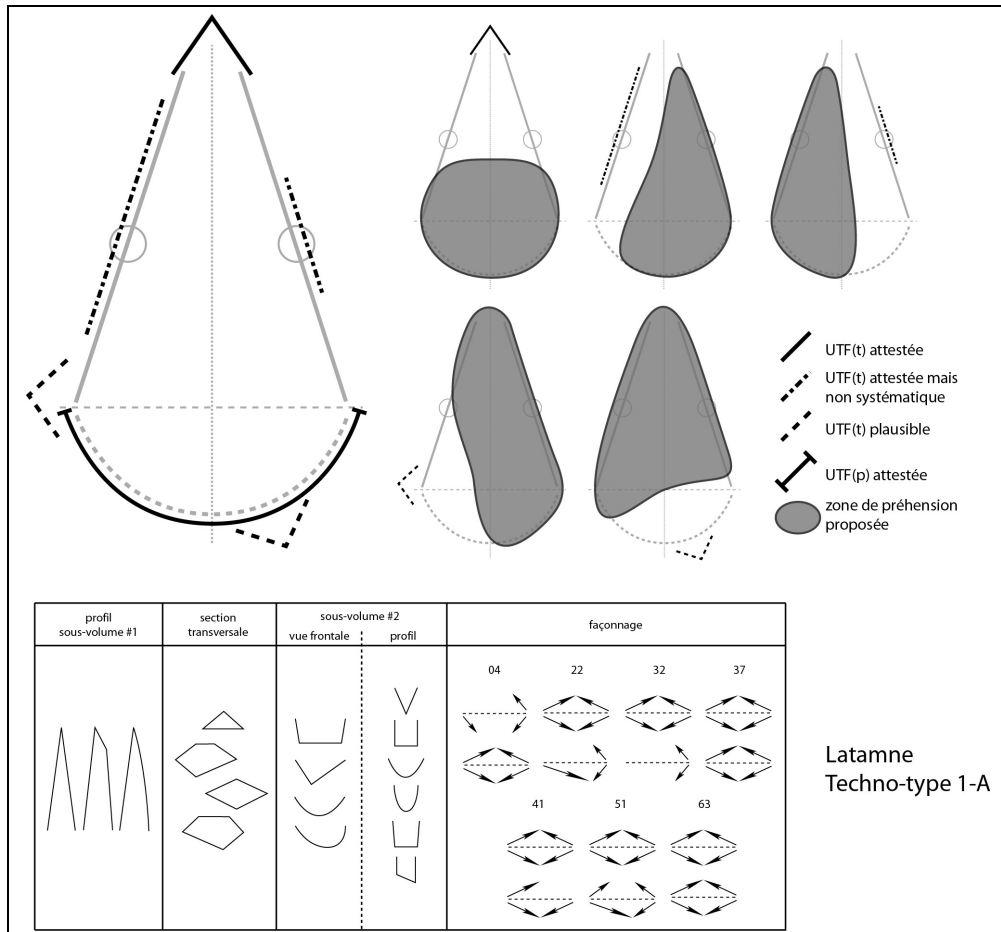 UTF(t) attestée
UTF(t) attestée mais
non systématique
UTF(t) plausible
UTF(p) attestée
zone de préhension
proposée
profil
sous-volume #1
section
transversale
sous-volume #2
vue frontale
profil
façonnage
04 22 32 37
41 51 63
Latamne
Techno-type 1-A